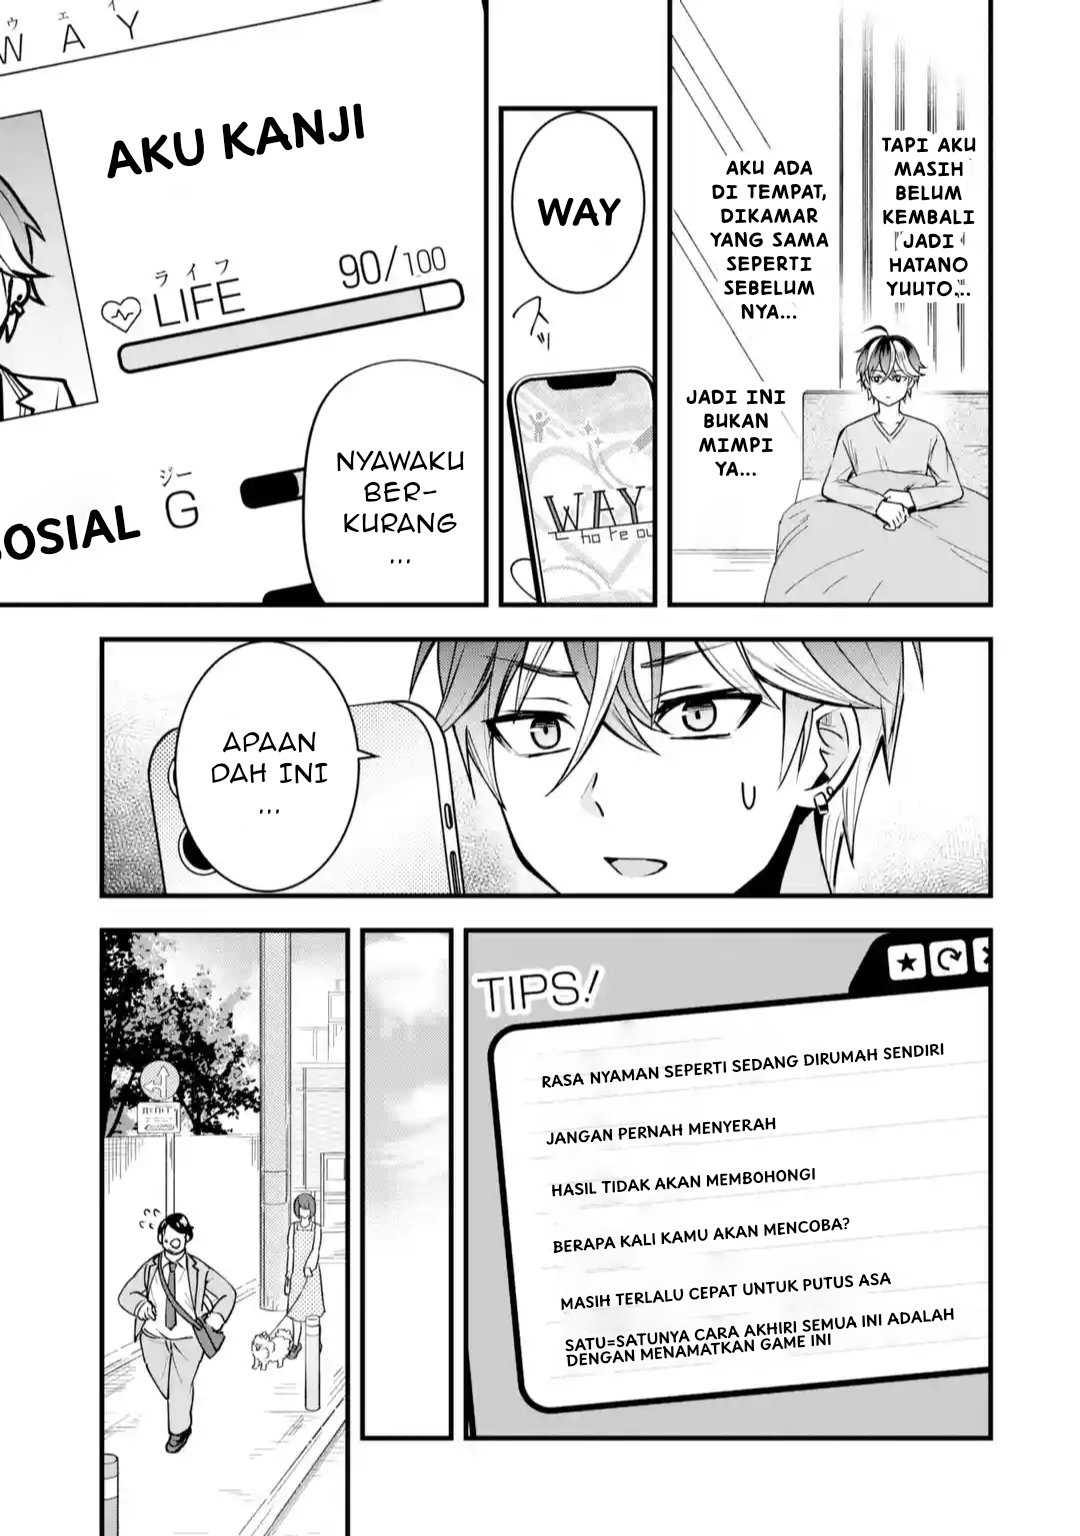 TAPI AKU
MASIH
BELUM
KEMBALI
JADI
HATANO
YUUTO...
AKU ADA
DI TEMPAT,
DIKAMAR
YANG SAMA
SEPERTI
SEBELUM
NYA...
JADI INI
BUKAN
MIMPI
YA...
WAY
WAY
ウェイ
WAY
AKU KANJI
ライフ
LIFE
90/100
ジー
SOSIAL G
NYAWAKU
BER-
KURANG
...
APAAN
DAH INI
...
TIPS!
RASA NYAMAN SEPERTI SEDANG DIRUMAH SENDIRI
JANGAN PERNAH MENYERAH
HASIL TIDAK AKAN MEMBOHONGI
BERAPA KALI KAMU AKAN MENCOBA?
MASIH TERLALU CEPAT UNTUK PUTUS ASA
SATU=SATUNYA CARA AKHIRI SEMUA INI ADALAH
DENGAN MENAMATKAN GAME INI